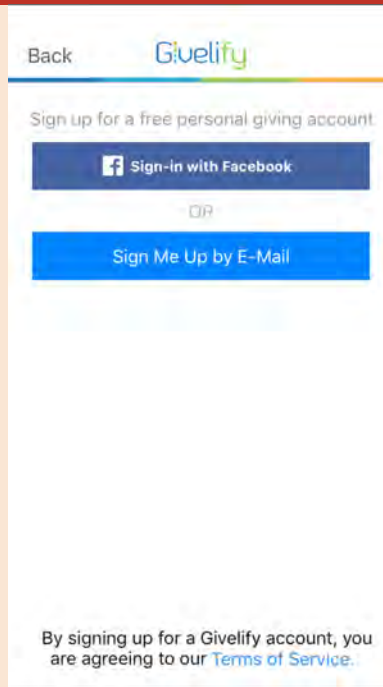 Back
Givelify
Sign up for a free personal giving account
f Sign-in with Facebook
OR
Sign Me Up by E-Mail
By signing up for a Givelify account, you
are agreeing to our Terms of Service.